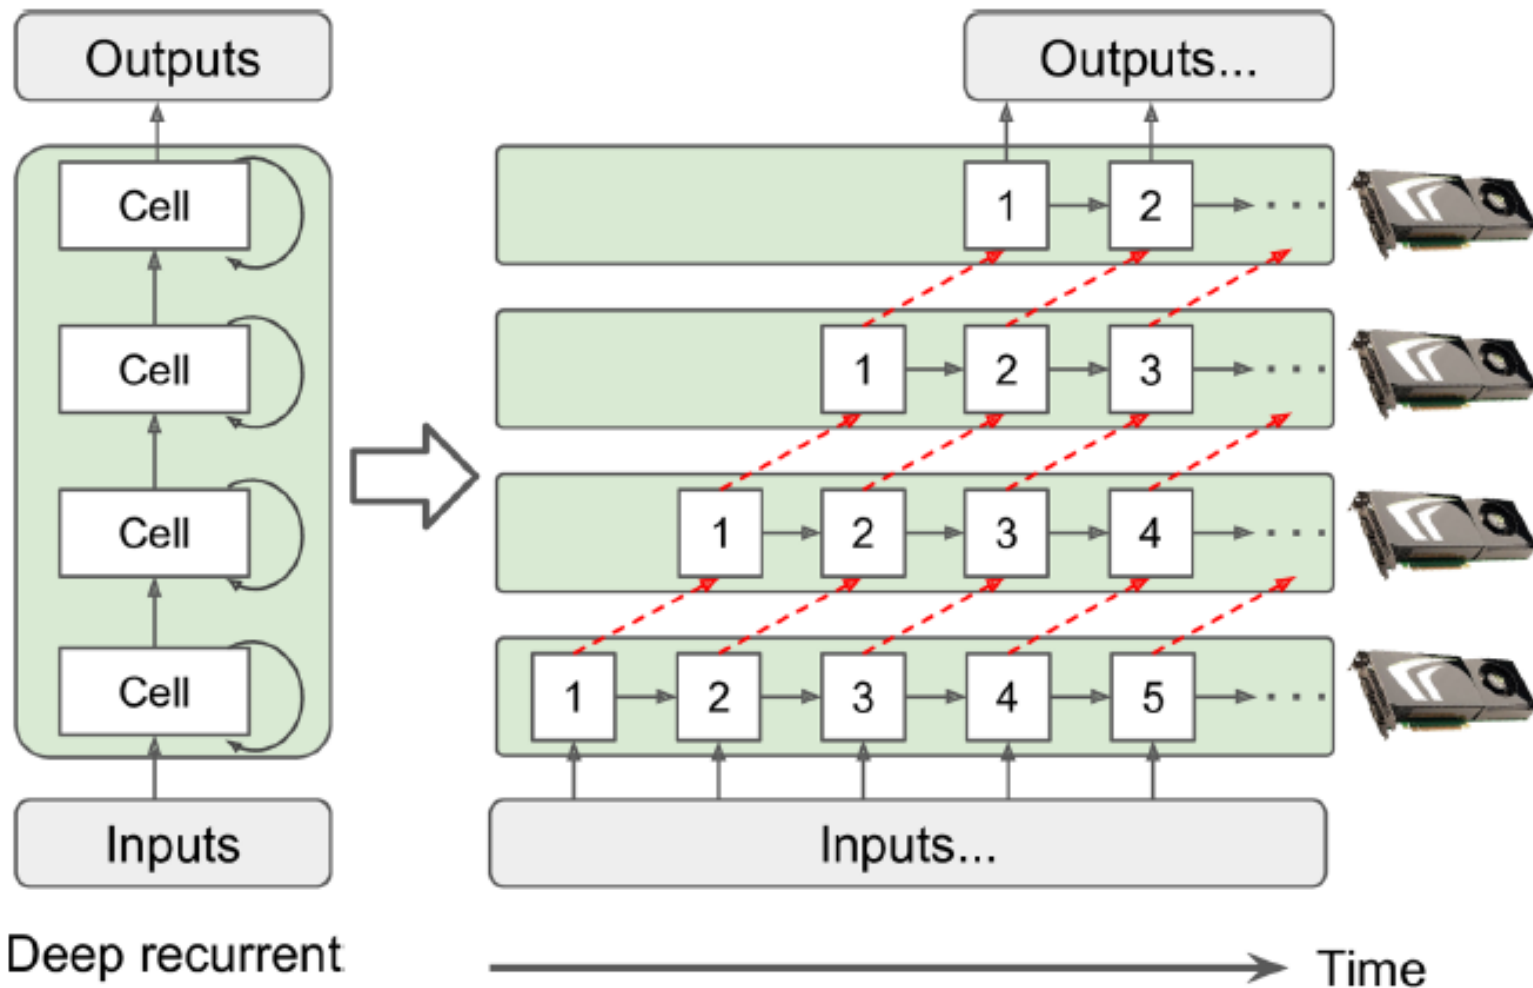 Outputs
Cell
Cell
Cell
Cell
Inputs
Deep recurrent
Outputs...
1 2 ...
1 2 3 ...
1 2 3 4 ...
1 2 3 4 5 ...
Inputs...
Time